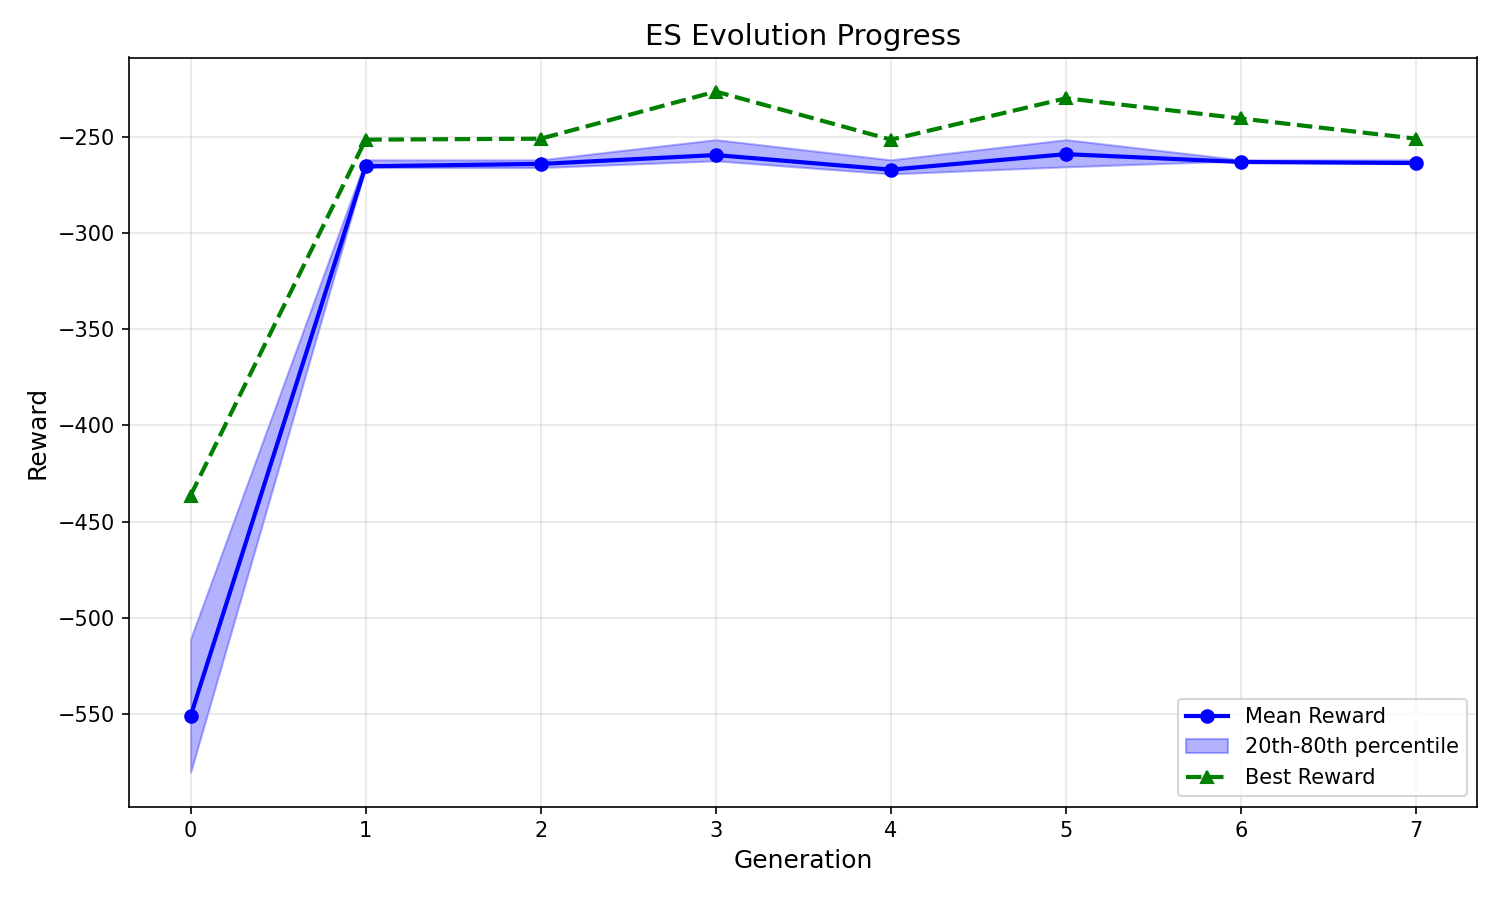 ES Evolution Progress
−250
−300
−350
−400
−450
−500
−550
Reward
0 1 2 3 4 5 6 7
Generation
Mean Reward
20th-80th percentile
Best Reward